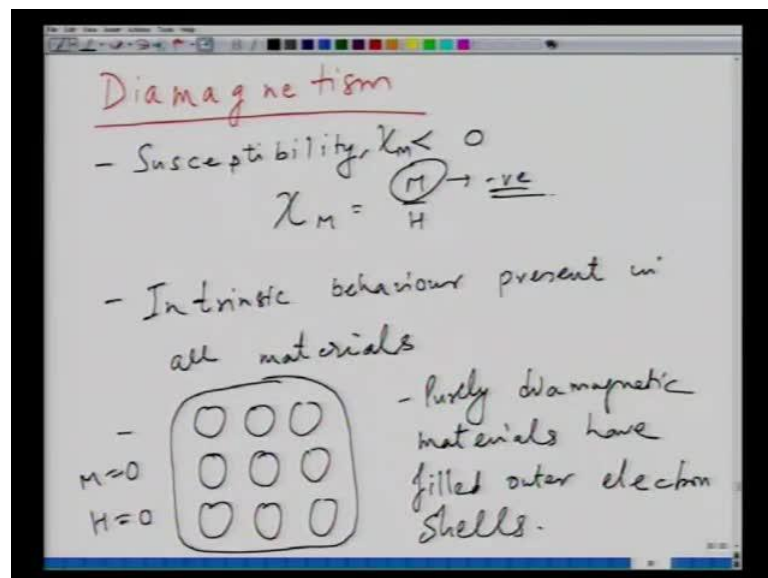 Diamagnetism
- Susceptibility, χM < 0
χM = M/H → -ve
- Intrinsic behaviour present in
all materials
-
M=0
H=0
- Purely diamagnetic
materials have
filled outer electron
shells.